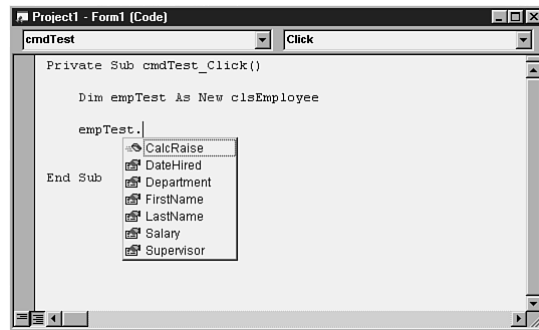 Project1 - Form1 (Code)
cmdTest Click
Private Sub cmdTest_Click()
Dim empTest As New clsEmployee
empTest.
CalcRaise
DateHired
Department
End Sub
FirstName
LastName
Salary
Supervisor